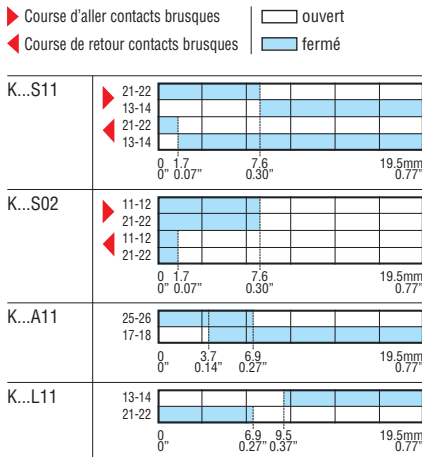 Course d'aller contacts brusques
ouvert
Course de retour contacts brusques
fermé
K...S11
21-22
13-14
21-22
13-14
0 1.7 7.6 19.5mm
0" 0.07" 0.30" 0.77"
K...S02
11-12
21-22
11-12
21-22
0 1.7 7.6 19.5mm
0" 0.07" 0.30" 0.77"
K...A11
25-26
17-18
0 3.7 6.9 19.5mm
0" 0.14" 0.27" 0.77"
K...L11
13-14
21-22
0 6.9 9.5 19.5mm
0" 0.27" 0.37" 0.77"